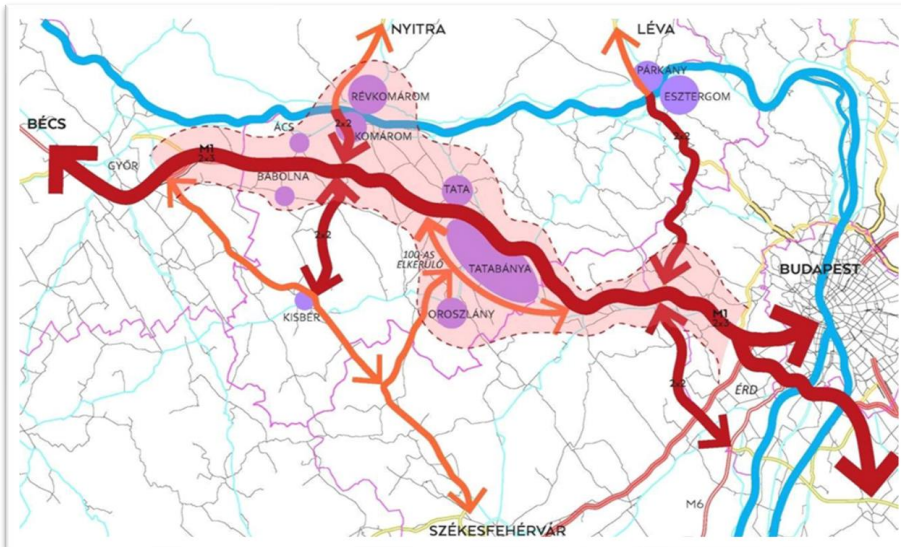 NYITRA
LÉVA
PÁRKÁNY
ESZTERGOM
RÉVKOMÁROM
BÉCS
ÁCS
2x2
KOMÁROM
2x2
GYŐR
M1
2x3
BÁBOLNA
TATA
2x2
100-AS
ELKERÜLŐ
TATABÁNYA
BUDAPEST
KISBÉR
OROSZLÁNY
M1
2x3
2x2
ÉRD
M6
SZÉKESFEHÉRVÁR